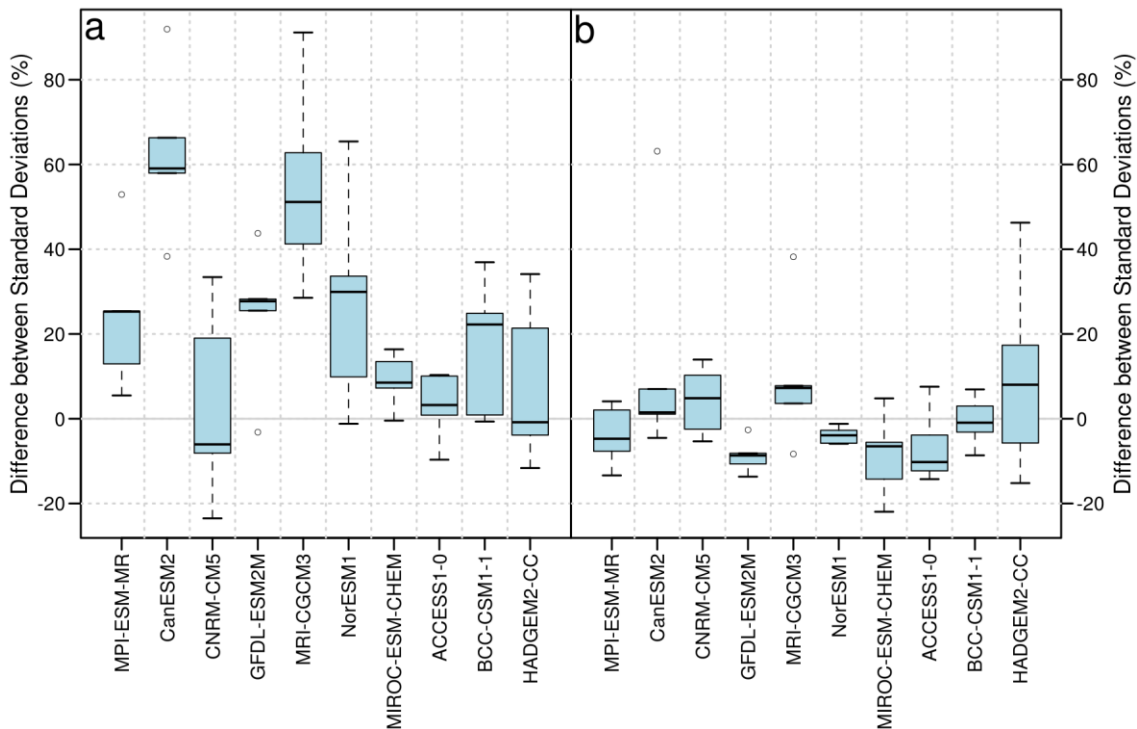 a
b
Difference between Standard Deviations (%)
80
60
40
20
0
-20
80
60
40
20
0
-20
Difference between Standard Deviations (%)
MPI-ESM-MR
CanESM2
CNRM-CM5
GFDL-ESM2M
MRI-CGCM3
NorESM1
MIROC-ESM-CHEM
ACCESS1-0
BCC-CSM1-1
HADGEM2-CC
MPI-ESM-MR
CanESM2
CNRM-CM5
GFDL-ESM2M
MRI-CGCM3
NorESM1
MIROC-ESM-CHEM
ACCESS1-0
BCC-CSM1-1
HADGEM2-CC